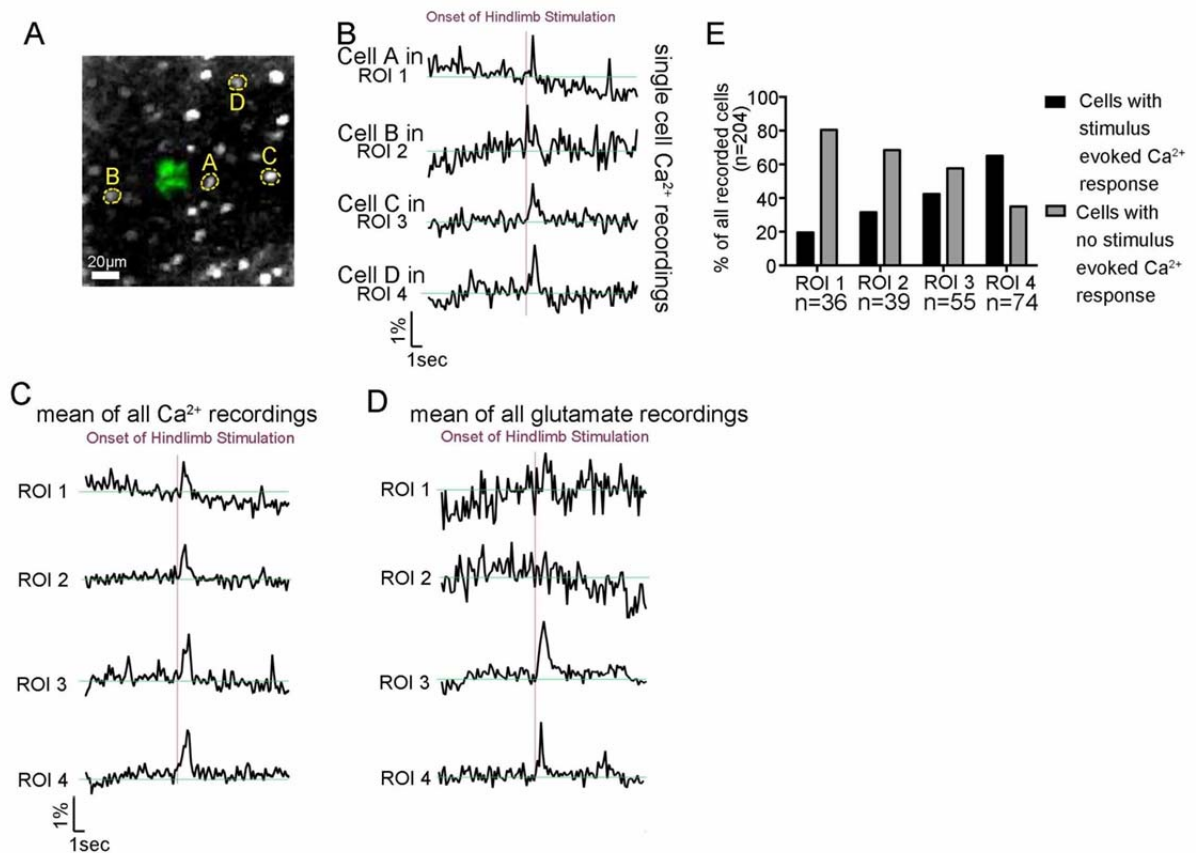 A
D
A
C
B
20µm
B
Onset of Hindlimb Stimulation
Cell A in
ROI 1
Cell B in
ROI 2
Cell C in
ROI 3
Cell D in
ROI 4
single cell Ca²⁺ recordings
1%
1sec
E
% of all recorded cells
(n=204)
100
80
60
40
20
0
ROI 1
n=36
ROI 2
n=39
ROI 3
n=55
ROI 4
n=74
Cells with
stimulus
evoked Ca²⁺
response
Cells with
no stimulus
evoked Ca²⁺
response
C
mean of all Ca²⁺ recordings
Onset of Hindlimb Stimulation
ROI 1
ROI 2
ROI 3
ROI 4
1%
1sec
D
mean of all glutamate recordings
Onset of Hindlimb Stimulation
ROI 1
ROI 2
ROI 3
ROI 4